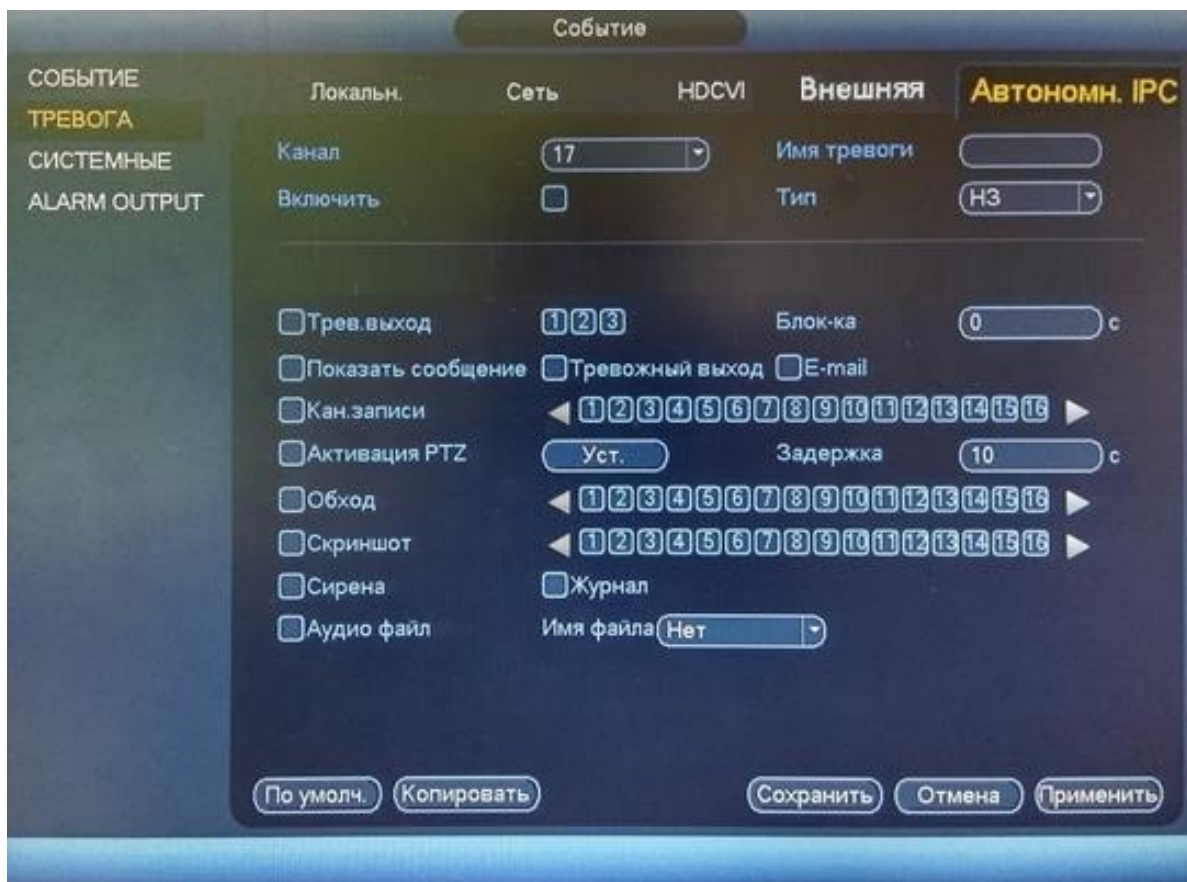 Событие
СОБЫТИЕ
ТРЕВОГА
СИСТЕМНЫЕ
ALARM OUTPUT
Локальн. Сеть HDCVI Внешняя Автономн. IPC
Канал 17 Имя тревоги
Включить Тип НЗ
Трев.выход 1 2 3 Блок-ка 0 с
Показать сообщение Тревожный выход E-mail
Кан.записи 1 2 3 4 5 6 7 8 9 10 11 12 13 14 15 16
Активация PTZ Уст. Задержка 10 с
Обход 1 2 3 4 5 6 7 8 9 10 11 12 13 14 15 16
Скриншот 1 2 3 4 5 6 7 8 9 10 11 12 13 14 15 16
Сирена Журнал
Аудио файл Имя файла Нет
По умолч. Копировать Сохранить Отмена Применить